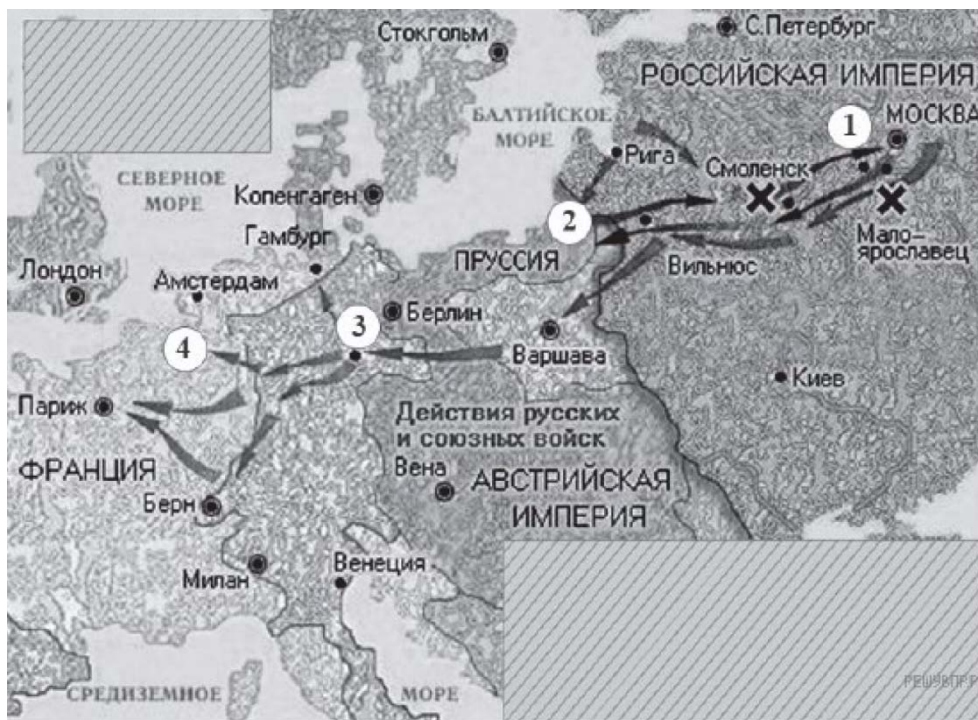 Стокгольм
С.Петербург
РОССИЙСКАЯ ИМПЕРИЯ
БАЛТИЙСКОЕ
МОРЕ
1
МОСКВА
Рига
Смоленск
СЕВЕРНОЕ
МОРЕ
Копенгаген
2
Гамбург
Мало-
ярославец
Вильнюс
ПРУССИЯ
Лондон
Амстердам
Берлин
3
4
Варшава
Киев
Париж
Действия русских
и союзных войск
ФРАНЦИЯ
Вена
АВСТРИЙСКАЯ
ИМПЕРИЯ
Берн
Милан
Венеция
СРЕДИЗЕМНОЕ
МОРЕ
РЕШУВПР.Р